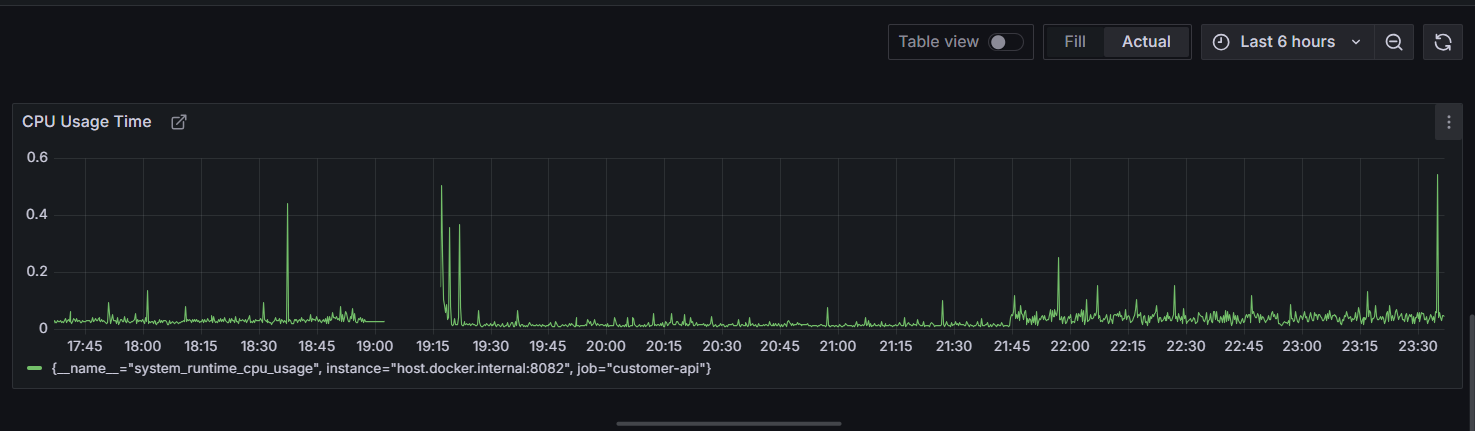 Table view Fill Actual Last 6 hours
CPU Usage Time
0.6
0.4
0.2
0
17:45 18:00 18:15 18:30 18:45 19:00 19:15 19:30 19:45 20:00 20:15 20:30 20:45 21:00 21:15 21:30 21:45 22:00 22:15 22:30 22:45 23:00 23:15 23:30
{__name__="system_runtime_cpu_usage", instance="host.docker.internal:8082", job="customer-api"}